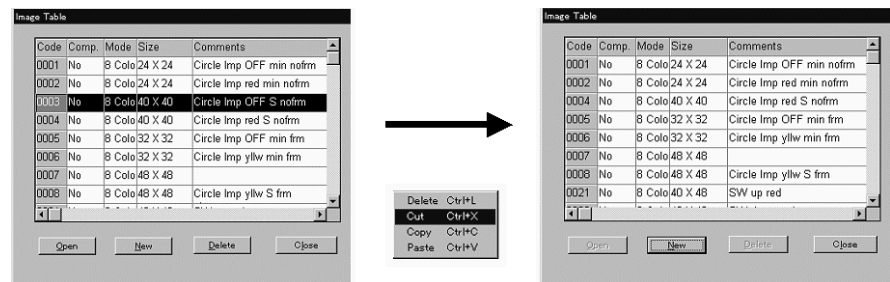 Image Table
Code Comp. Mode Size Comments
0001 No 8 Colo 24 X 24 Circle Imp OFF min nofrm
0002 No 8 Colo 24 X 24 Circle Imp red min nofrm
0003 No 8 Colo 40 X 40 Circle Imp OFF S nofrm
0004 No 8 Colo 40 X 40 Circle Imp red S nofrm
0005 No 8 Colo 32 X 32 Circle Imp OFF min frm
0006 No 8 Colo 32 X 32 Circle Imp yllw min frm
0007 No 8 Colo 48 X 48
0008 No 8 Colo 48 X 48 Circle Imp yllw S frm
Open New Delete Close
Delete Ctrl+L
Cut Ctrl+X
Copy Ctrl+C
Paste Ctrl+V
Image Table
Code Comp. Mode Size Comments
0001 No 8 Colo 24 X 24 Circle Imp OFF min nofrm
0002 No 8 Colo 24 X 24 Circle Imp red min nofrm
0004 No 8 Colo 40 X 40 Circle Imp red S nofrm
0005 No 8 Colo 32 X 32 Circle Imp OFF min frm
0006 No 8 Colo 32 X 32 Circle Imp yllw min frm
0007 No 8 Colo 48 X 48
0008 No 8 Colo 48 X 48 Circle Imp yllw S frm
0021 No 8 Colo 40 X 48 SW up red
Open New Delete Close